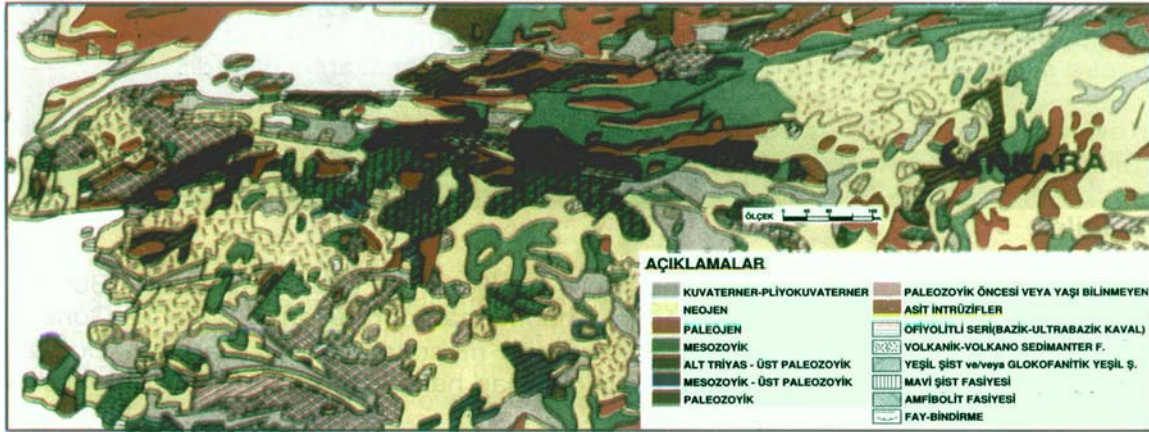 ANKARA
ÖLÇEK 0
AÇIKLAMALAR
KUVATERNER-PLİYOKUVATERNER
NEOJEN
PALEOJEN
MESOZOYİK
ALT TRİYAS - ÜST PALEOZOYİK
MESOZOYİK - ÜST PALEOZOYİK
PALEOZOYİK
PALEOZOYİK ÖNCESİ VEYA YAŞI BİLİNMEYEN
ASİT İNTRÜZİFLER
OFİYOLİTLİ SERİ(BAZİK-ULTRABAZİK KAVAL)
VOLKANİK-VOLKANO SEDİMANTER F.
YEŞİL ŞİST ve/veya GLOKOFANİTİK YEŞİL Ş.
MAVİ ŞİST FASİYESİ
AMFİBOLİT FASİYESİ
FAY-BİNDİRME